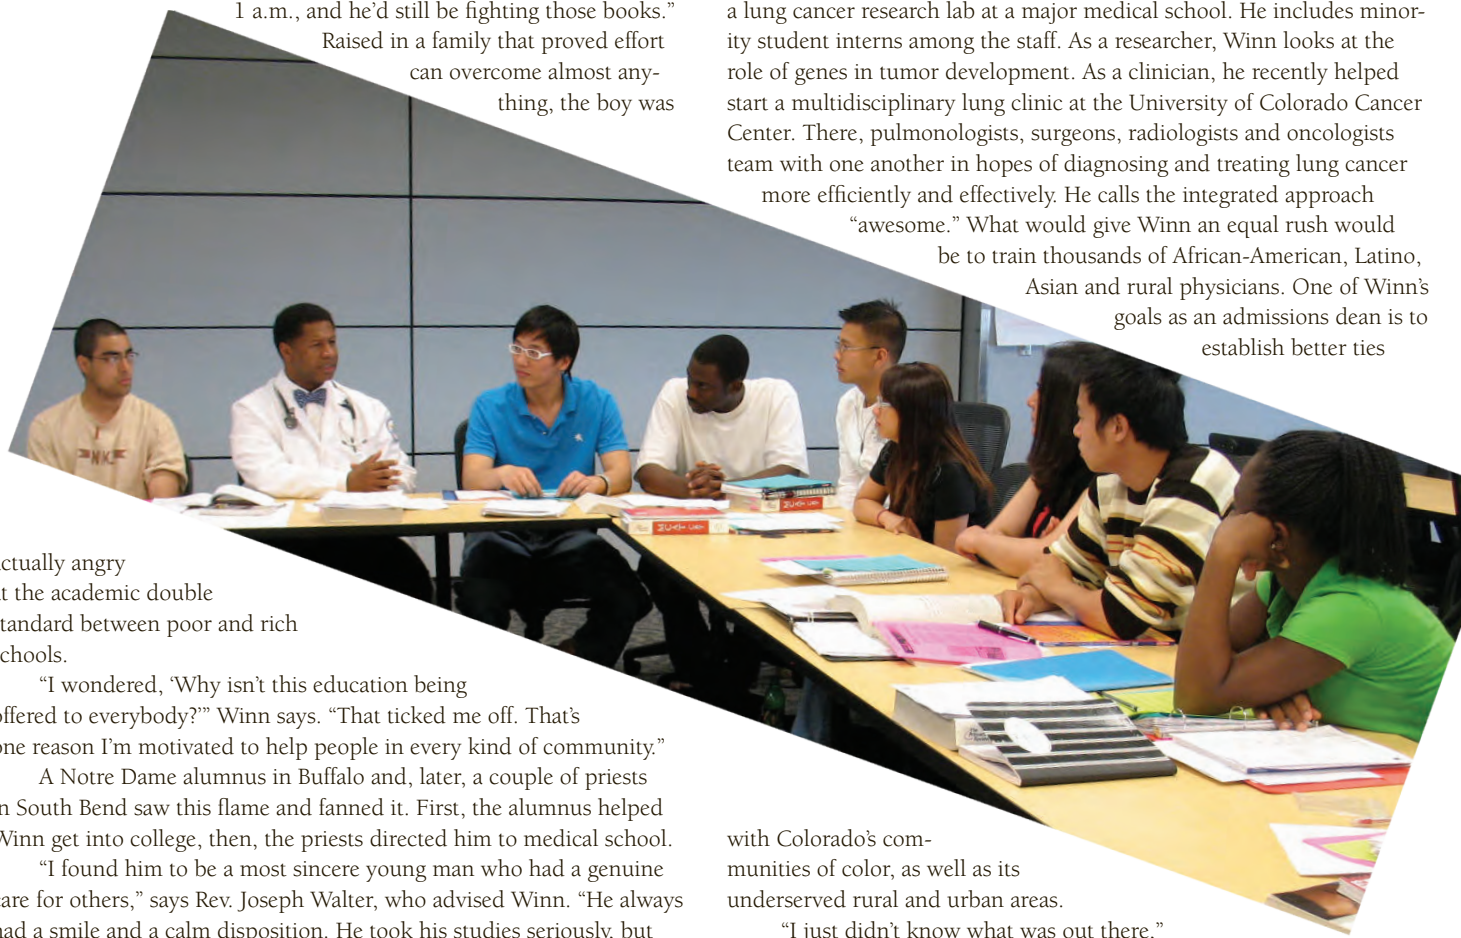 1 a.m., and he’d still be fighting those books.”
Raised in a family that proved effort
can overcome almost any-
thing, the boy was
actually angry
at the academic double
standard between poor and rich
schools.
“I wondered, ‘Why isn’t this education being
offered to everybody?’” Winn says. “That ticked me off. That’s
one reason I’m motivated to help people in every kind of community.”
A Notre Dame alumnus in Buffalo and, later, a couple of priests
in South Bend saw this flame and fanned it. First, the alumnus helped
Winn get into college, then, the priests directed him to medical school.
“I found him to be a most sincere young man who had a genuine
care for others,” says Rev. Joseph Walter, who advised Winn. “He always
had a smile and a calm disposition. He took his studies seriously, but
a lung cancer research lab at a major medical school. He includes minor-
ity student interns among the staff. As a researcher, Winn looks at the
role of genes in tumor development. As a clinician, he recently helped
start a multidisciplinary lung clinic at the University of Colorado Cancer
Center. There, pulmonologists, surgeons, radiologists and oncologists
team with one another in hopes of diagnosing and treating lung cancer
more efficiently and effectively. He calls the integrated approach
“awesome.” What would give Winn an equal rush would
be to train thousands of African-American, Latino,
Asian and rural physicians. One of Winn’s
goals as an admissions dean is to
establish better ties
with Colorado’s com-
munities of color, as well as its
underserved rural and urban areas.
“I just didn’t know what was out there,”